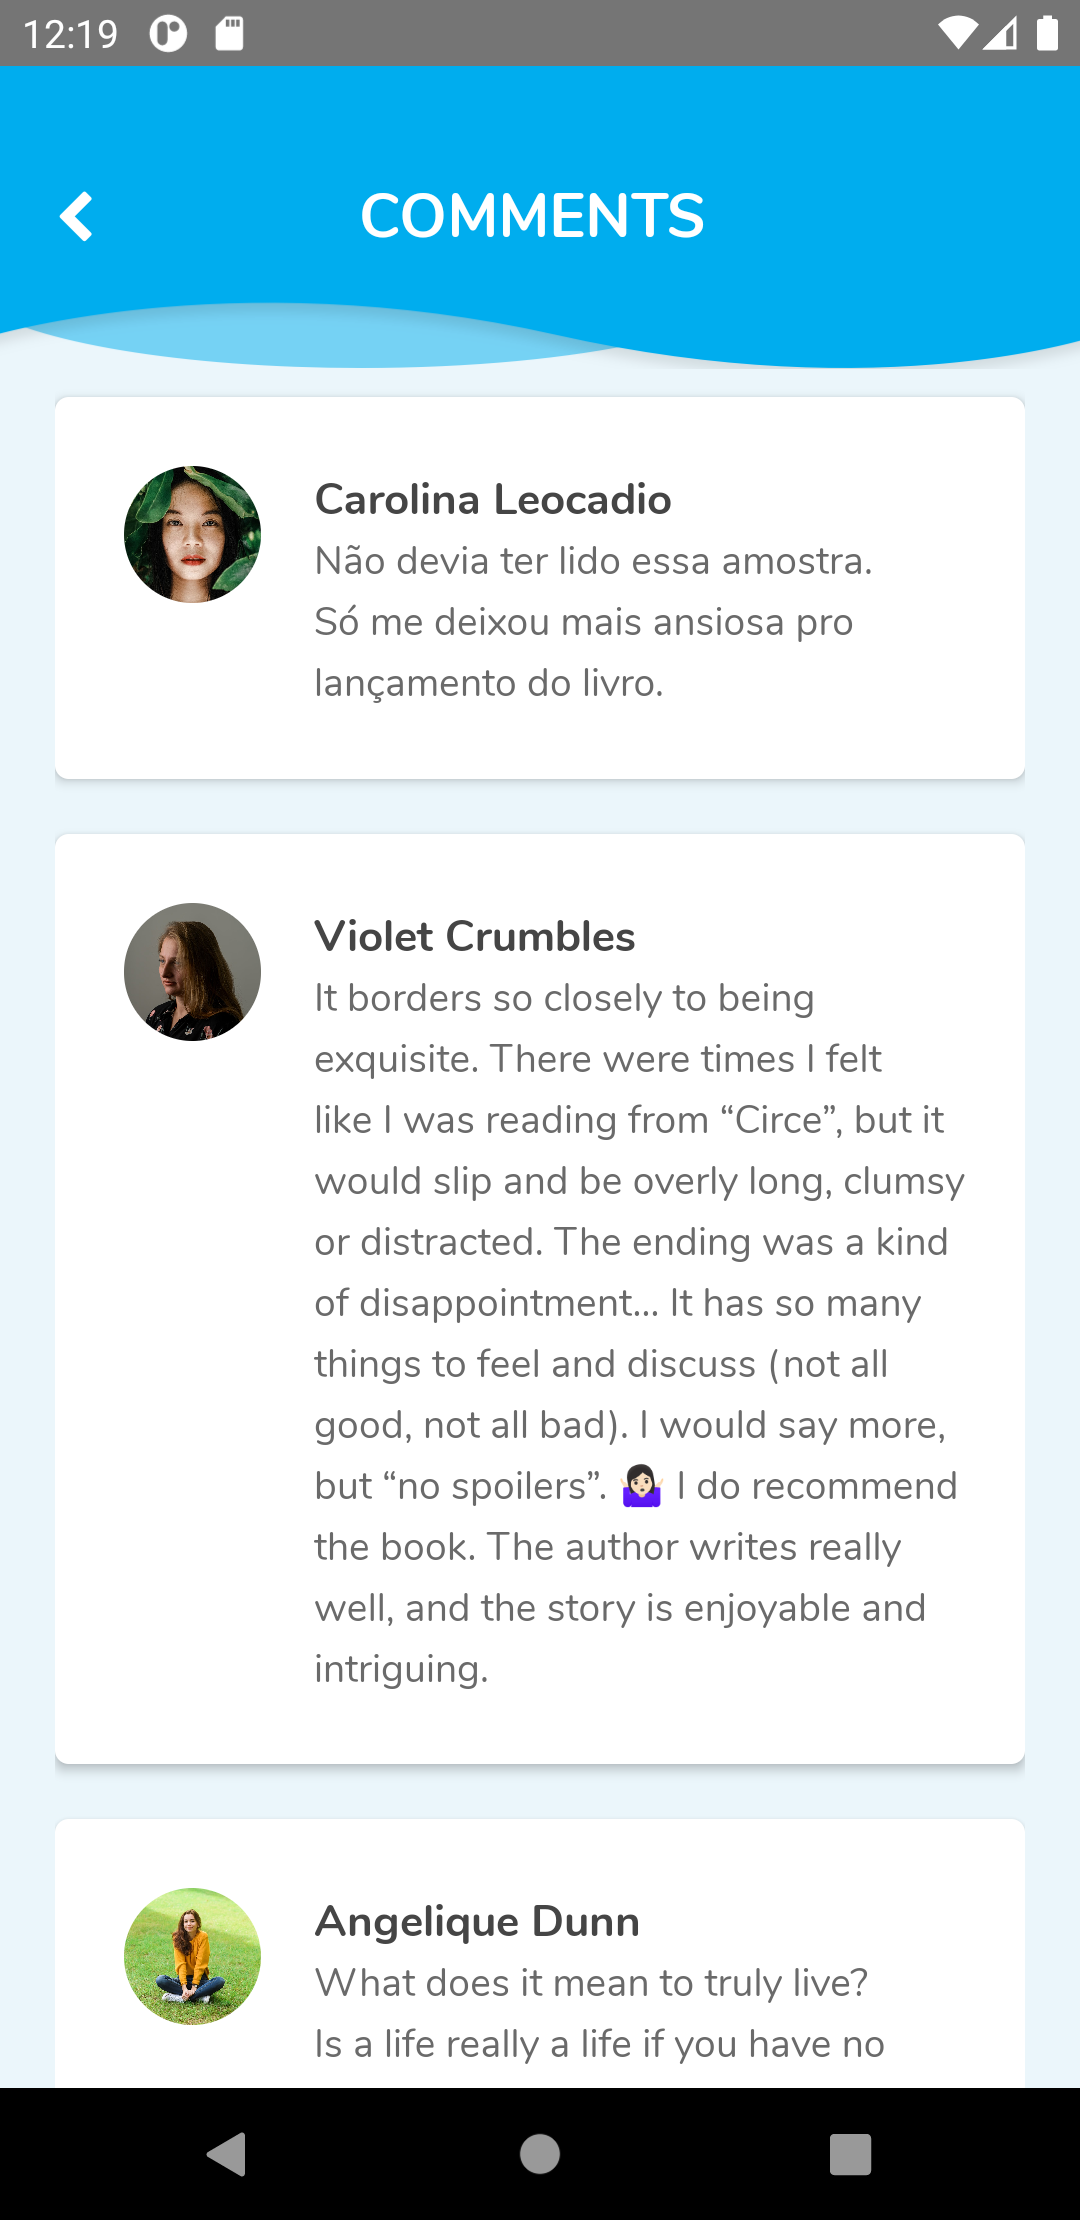 12:19
COMMENTS
Carolina Leocadio
Não devia ter lido essa amostra.
Só me deixou mais ansiosa pro
lançamento do livro.
Violet Crumbles
It borders so closely to being
exquisite. There were times I felt
like I was reading from “Circe”, but it
would slip and be overly long, clumsy
or distracted. The ending was a kind
of disappointment... It has so many
things to feel and discuss (not all
good, not all bad). I would say more,
but “no spoilers”. 🤷🏻‍♀️ I do recommend
the book. The author writes really
well, and the story is enjoyable and
intriguing.
Angelique Dunn
What does it mean to truly live?
Is a life really a life if you have no